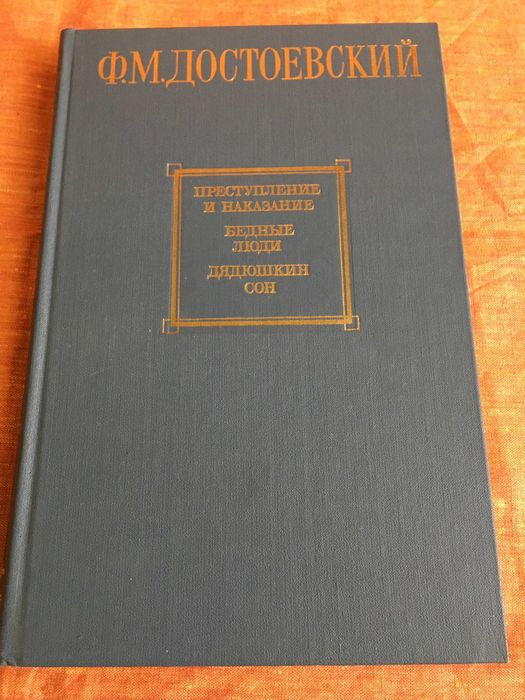 Ф.М.ДОСТОЕВСКИЙ
ПРЕСТУПЛЕНИЕ
И НАКАЗАНИЕ
БЕДНЫЕ
ЛЮДИ
ДЯДЮШКИН
СОН